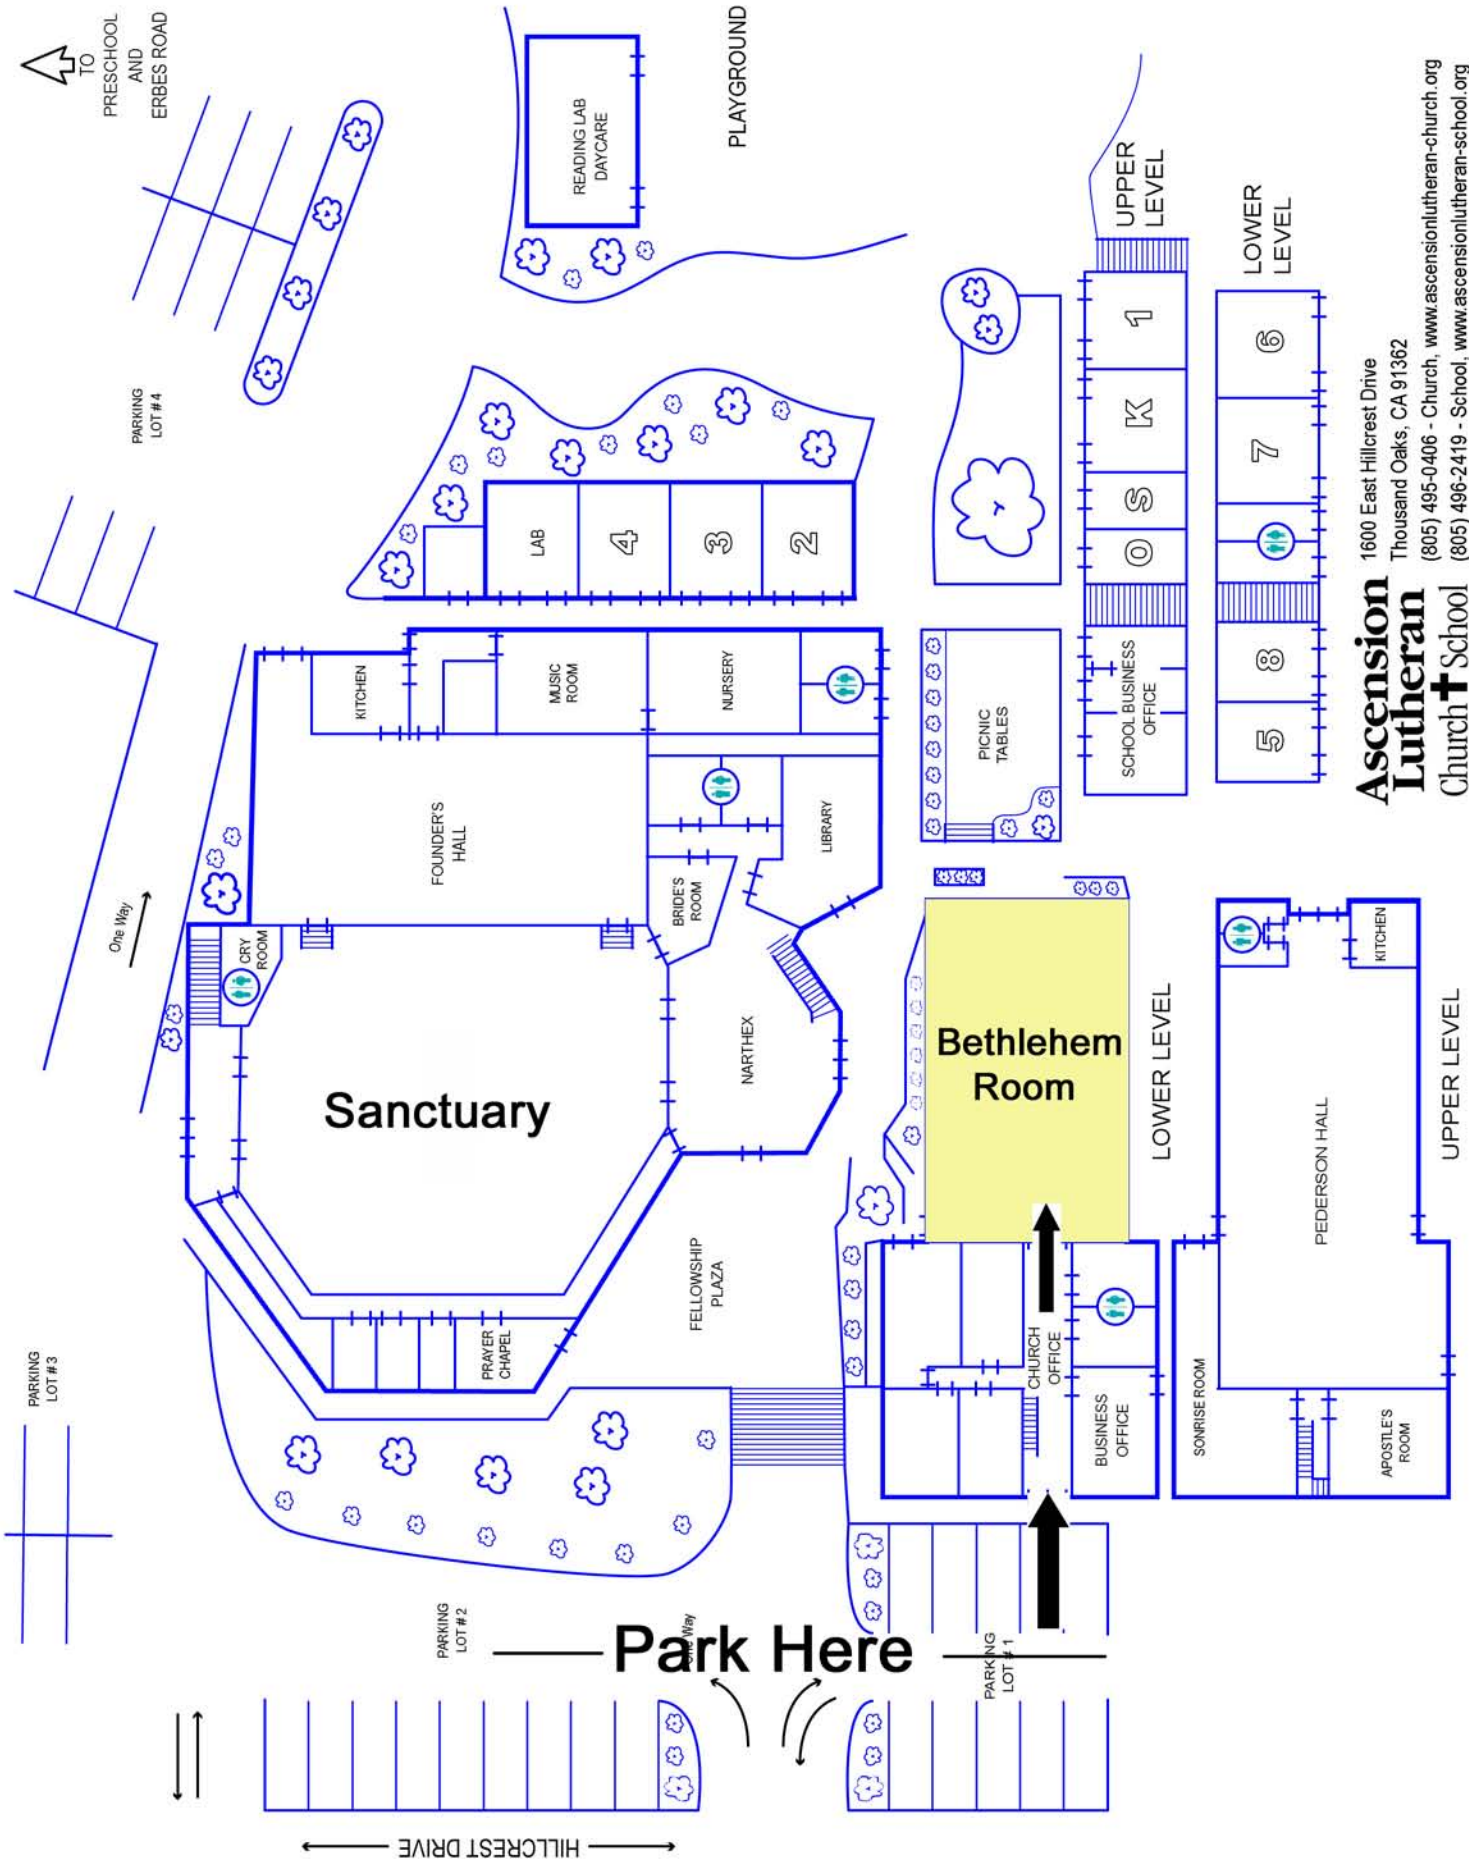 TO
PRESCHOOL
AND
ERBES ROAD
READING LAB
DAYCARE
PLAYGROUND
PARKING
LOT # 4
UPPER
LEVEL
LOWER
LEVEL
1
K
S
O
6
7
8
5
LAB
4
3
2
KITCHEN
MUSIC
ROOM
NURSERY
PICNIC
TABLES
SCHOOL BUSINESS
OFFICE
FOUNDER'S
HALL
BRIDE'S
ROOM
LIBRARY
One Way
CRY
ROOM
NARTHEX
Sanctuary
Bethlehem
Room
LOWER LEVEL
KITCHEN
PEDERSON HALL
UPPER LEVEL
FELLOWSHIP
PLAZA
PRAYER
CHAPEL
CHURCH
OFFICE
BUSINESS
OFFICE
SONRISE ROOM
APOSTLE'S
ROOM
PARKING
LOT # 3
PARKING
LOT # 2
One Way
Park Here
PARKING
LOT # 1
HILLCREST DRIVE
Ascension
Lutheran
Church School
1600 East Hillcrest Drive
Thousand Oaks, CA 91362
(805) 495-0406 - Church, www.ascensionlutheran-church.org
(805) 496-2419 - School, www.ascensionlutheran-school.org